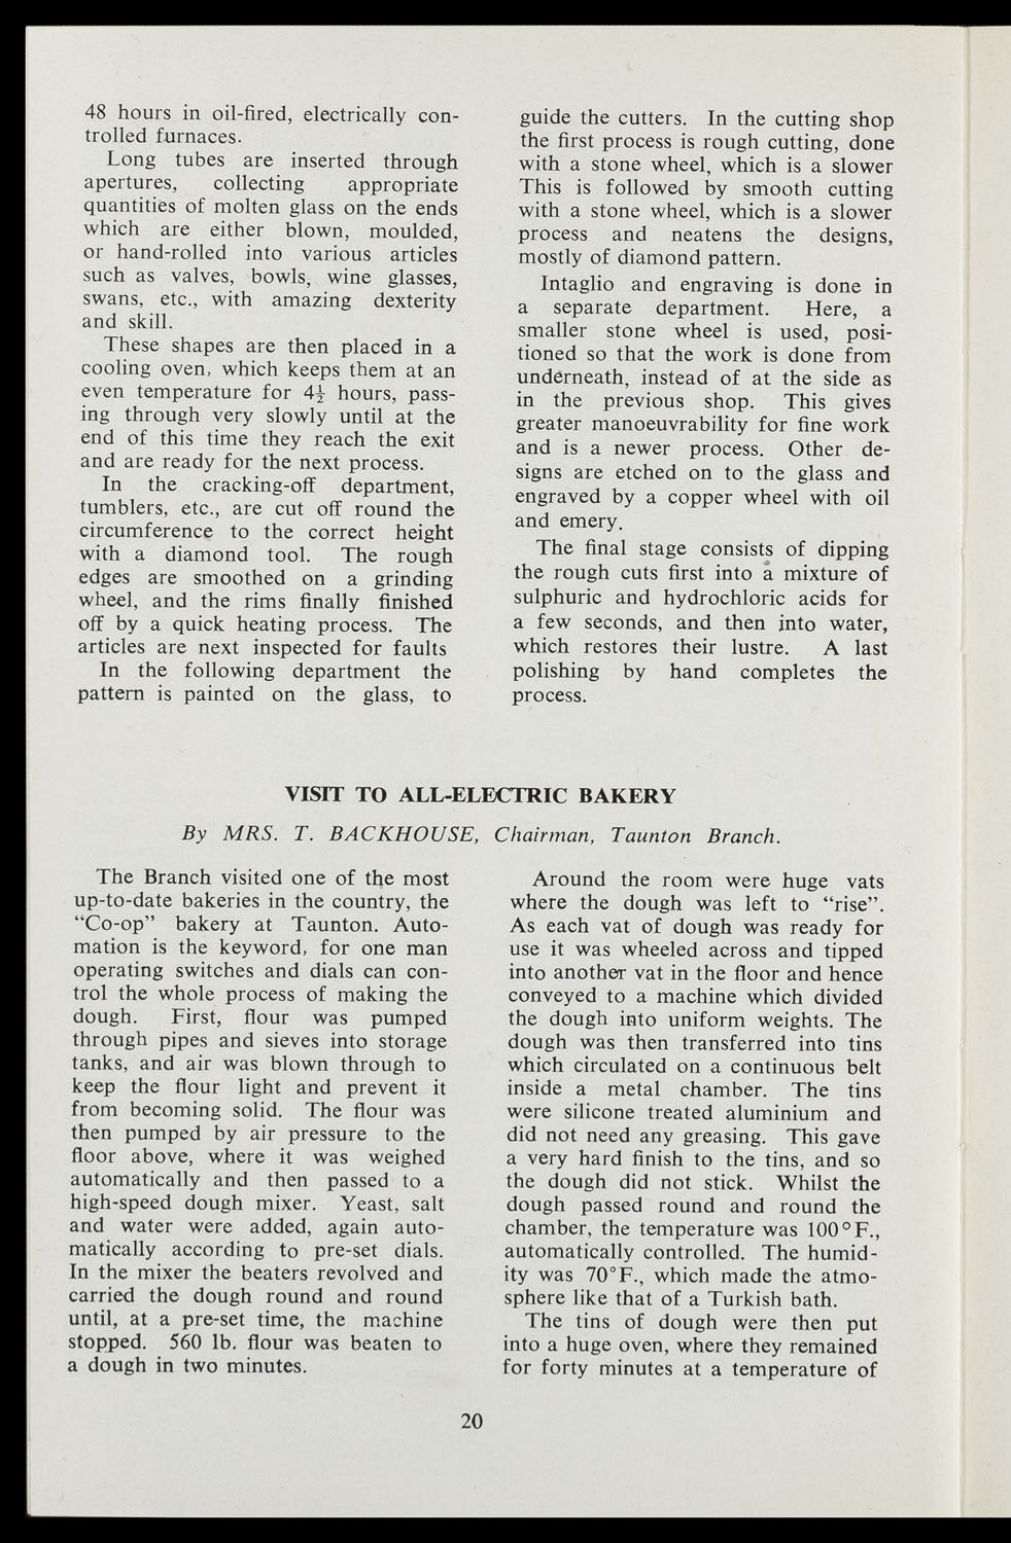 48 hours in oil-fired, electrically con-
trolled furnaces.
Long tubes are inserted through
apertures, collecting appropriate
quantities of molten glass on the ends
which are either blown, moulded,
or hand-rolled into various articles
such as valves, bowls, wine glasses,
swans, etc., with amazing dexterity
and skill.
These shapes are then placed in a
cooling oven, which keeps them at an
even temperature for 4½ hours, pass-
ing through very slowly until at the
end of this time they reach the exit
and are ready for the next process.
In the cracking-off department,
tumblers, etc., are cut off round the
circumference to the correct height
with a diamond tool. The rough
edges are smoothed on a grinding
wheel, and the rims finally finished
off by a quick heating process. The
articles are next inspected for faults
In the following department the
pattern is painted on the glass, to
guide the cutters. In the cutting shop
the first process is rough cutting, done
with a stone wheel, which is a slower
This is followed by smooth cutting
with a stone wheel, which is a slower
process and neatens the designs,
mostly of diamond pattern.
Intaglio and engraving is done in
a separate department. Here, a
smaller stone wheel is used, posi-
tioned so that the work is done from
underneath, instead of at the side as
in the previous shop. This gives
greater manoeuvrability for fine work
and is a newer process. Other de-
signs are etched on to the glass and
engraved by a copper wheel with oil
and emery.
The final stage consists of dipping
the rough cuts first into a mixture of
sulphuric and hydrochloric acids for
a few seconds, and then into water,
which restores their lustre. A last
polishing by hand completes the
process.
VISIT TO ALL-ELECTRIC BAKERY
By MRS. T. BACKHOUSE, Chairman, Taunton Branch.
The Branch visited one of the most
up-to-date bakeries in the country, the
“Co-op” bakery at Taunton. Auto-
mation is the keyword, for one man
operating switches and dials can con-
trol the whole process of making the
dough. First, flour was pumped
through pipes and sieves into storage
tanks, and air was blown through to
keep the flour light and prevent it
from becoming solid. The flour was
then pumped by air pressure to the
floor above, where it was weighed
automatically and then passed to a
high-speed dough mixer. Yeast, salt
and water were added, again auto-
matically according to pre-set dials.
In the mixer the beaters revolved and
carried the dough round and round
until, at a pre-set time, the machine
stopped. 560 lb. flour was beaten to
a dough in two minutes.
Around the room were huge vats
where the dough was left to “rise”.
As each vat of dough was ready for
use it was wheeled across and tipped
into another vat in the floor and hence
conveyed to a machine which divided
the dough into uniform weights. The
dough was then transferred into tins
which circulated on a continuous belt
inside a metal chamber. The tins
were silicone treated aluminium and
did not need any greasing. This gave
a very hard finish to the tins, and so
the dough did not stick. Whilst the
dough passed round and round the
chamber, the temperature was 100°F.,
automatically controlled. The humid-
ity was 70°F., which made the atmo-
sphere like that of a Turkish bath.
The tins of dough were then put
into a huge oven, where they remained
for forty minutes at a temperature of
20